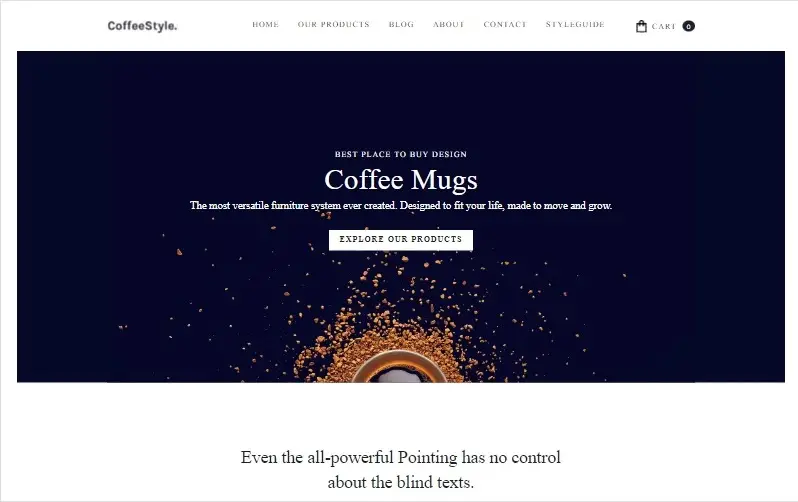 CoffeeStyle.
HOME OUR PRODUCTS BLOG ABOUT CONTACT STYLEGUIDE CART 0
BEST PLACE TO BUY DESIGN
Coffee Mugs
The most versatile furniture system ever created. Designed to fit your life, made to move and grow.
EXPLORE OUR PRODUCTS
Even the all-powerful Pointing has no control
about the blind texts.